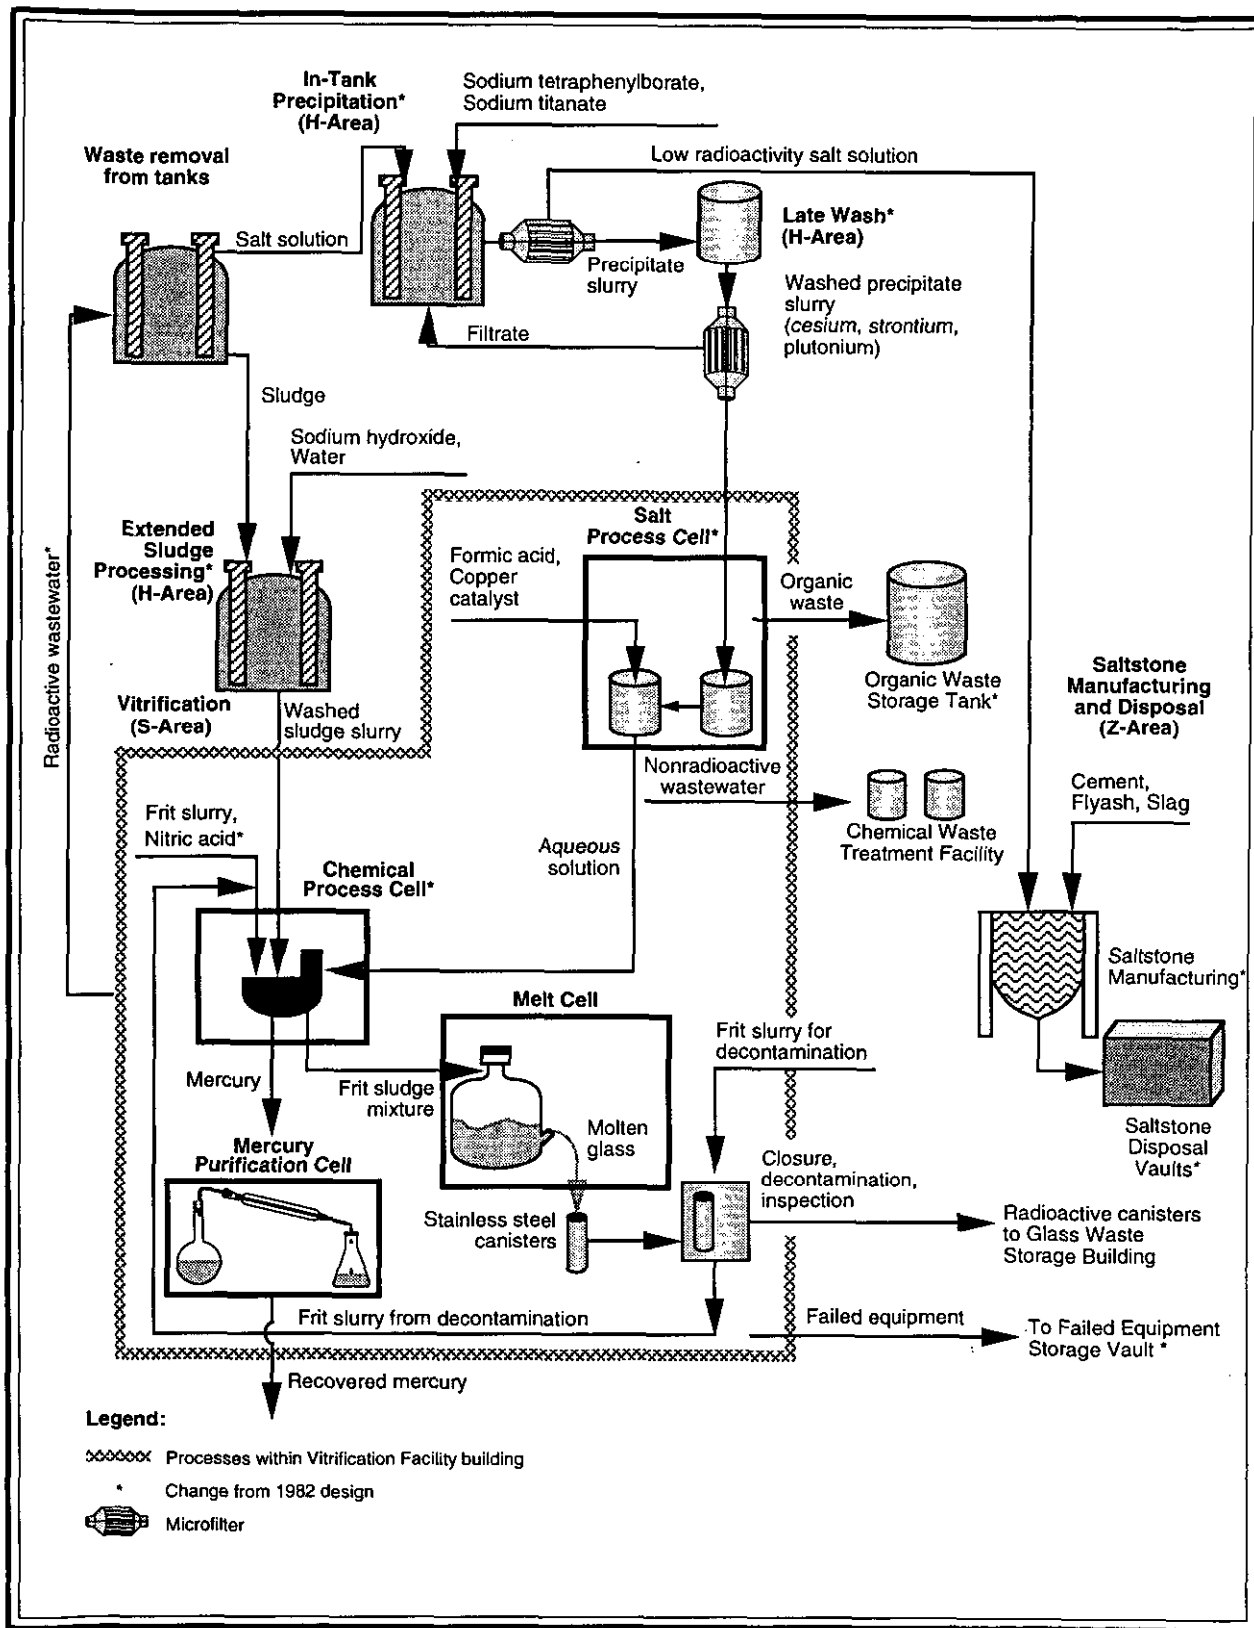 In-Tank
Precipitation*
(H-Area)
Sodium tetraphenylborate,
Sodium titanate
Waste removal
from tanks
Low radioactivity salt solution
Salt solution
Late Wash*
(H-Area)
Precipitate
slurry
Washed precipitate
slurry
(cesium, strontium,
plutonium)
Filtrate
Sludge
Sodium hydroxide,
Water
Radioactive wastewater*
Extended
Sludge
Processing*
(H-Area)
Salt
Process Cell*
Formic acid,
Copper
catalyst
Organic
waste
Organic Waste
Storage Tank*
Saltstone
Manufacturing
and Disposal
(Z-Area)
Vitrification
(S-Area)
Washed
sludge slurry
Nonradioactive
wastewater
Chemical Waste
Treatment Facility
Cement,
Flyash, Slag
Frit slurry,
Nitric acid*
Aqueous
solution
Chemical
Process Cell*
Saltstone
Manufacturing*
Melt Cell
Frit slurry for
decontamination
Mercury
Frit sludge
mixture
Molten
glass
Saltstone
Disposal
Vaults*
Mercury
Purification Cell
Closure,
decontamination,
inspection
Stainless steel
canisters
Radioactive canisters
to Glass Waste
Storage Building
Frit slurry from decontamination
Failed equipment
To Failed Equipment
Storage Vault *
Recovered mercury
Legend:
Processes within Vitrification Facility building
* Change from 1982 design
Microfilter